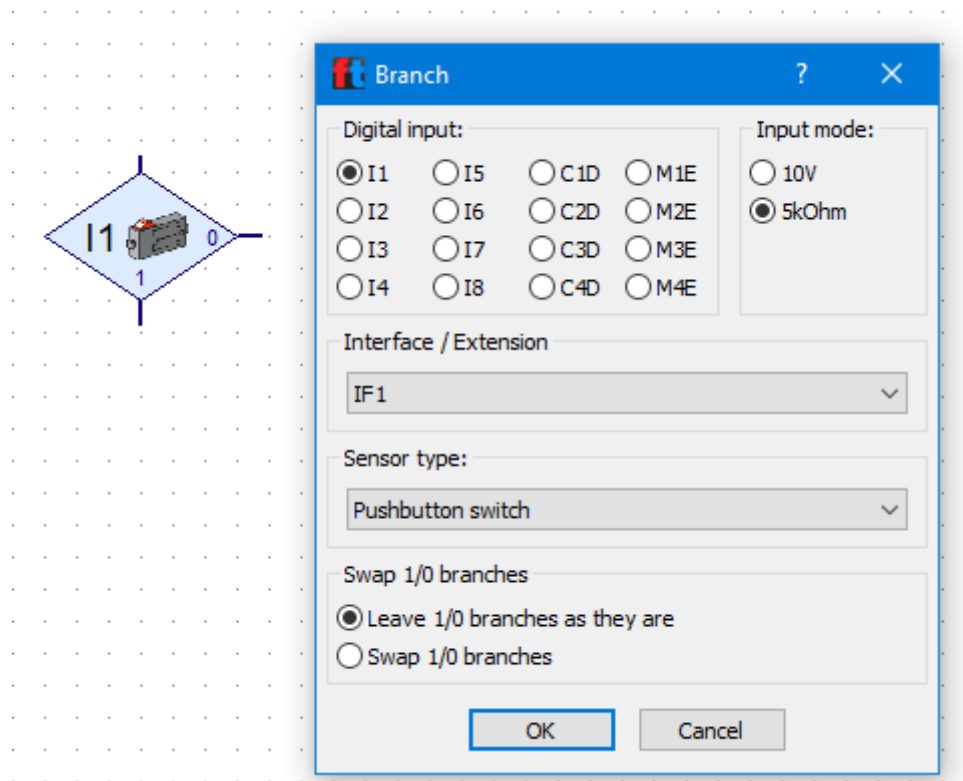 I1
0
1
ft Branch ? ×
Digital input:
I1 I5 C1D M1E
I2 I6 C2D M2E
I3 I7 C3D M3E
I4 I8 C4D M4E
Input mode:
10V
5kOhm
Interface / Extension
IF1
Sensor type:
Pushbutton switch
Swap 1/0 branches
Leave 1/0 branches as they are
Swap 1/0 branches
OK Cancel